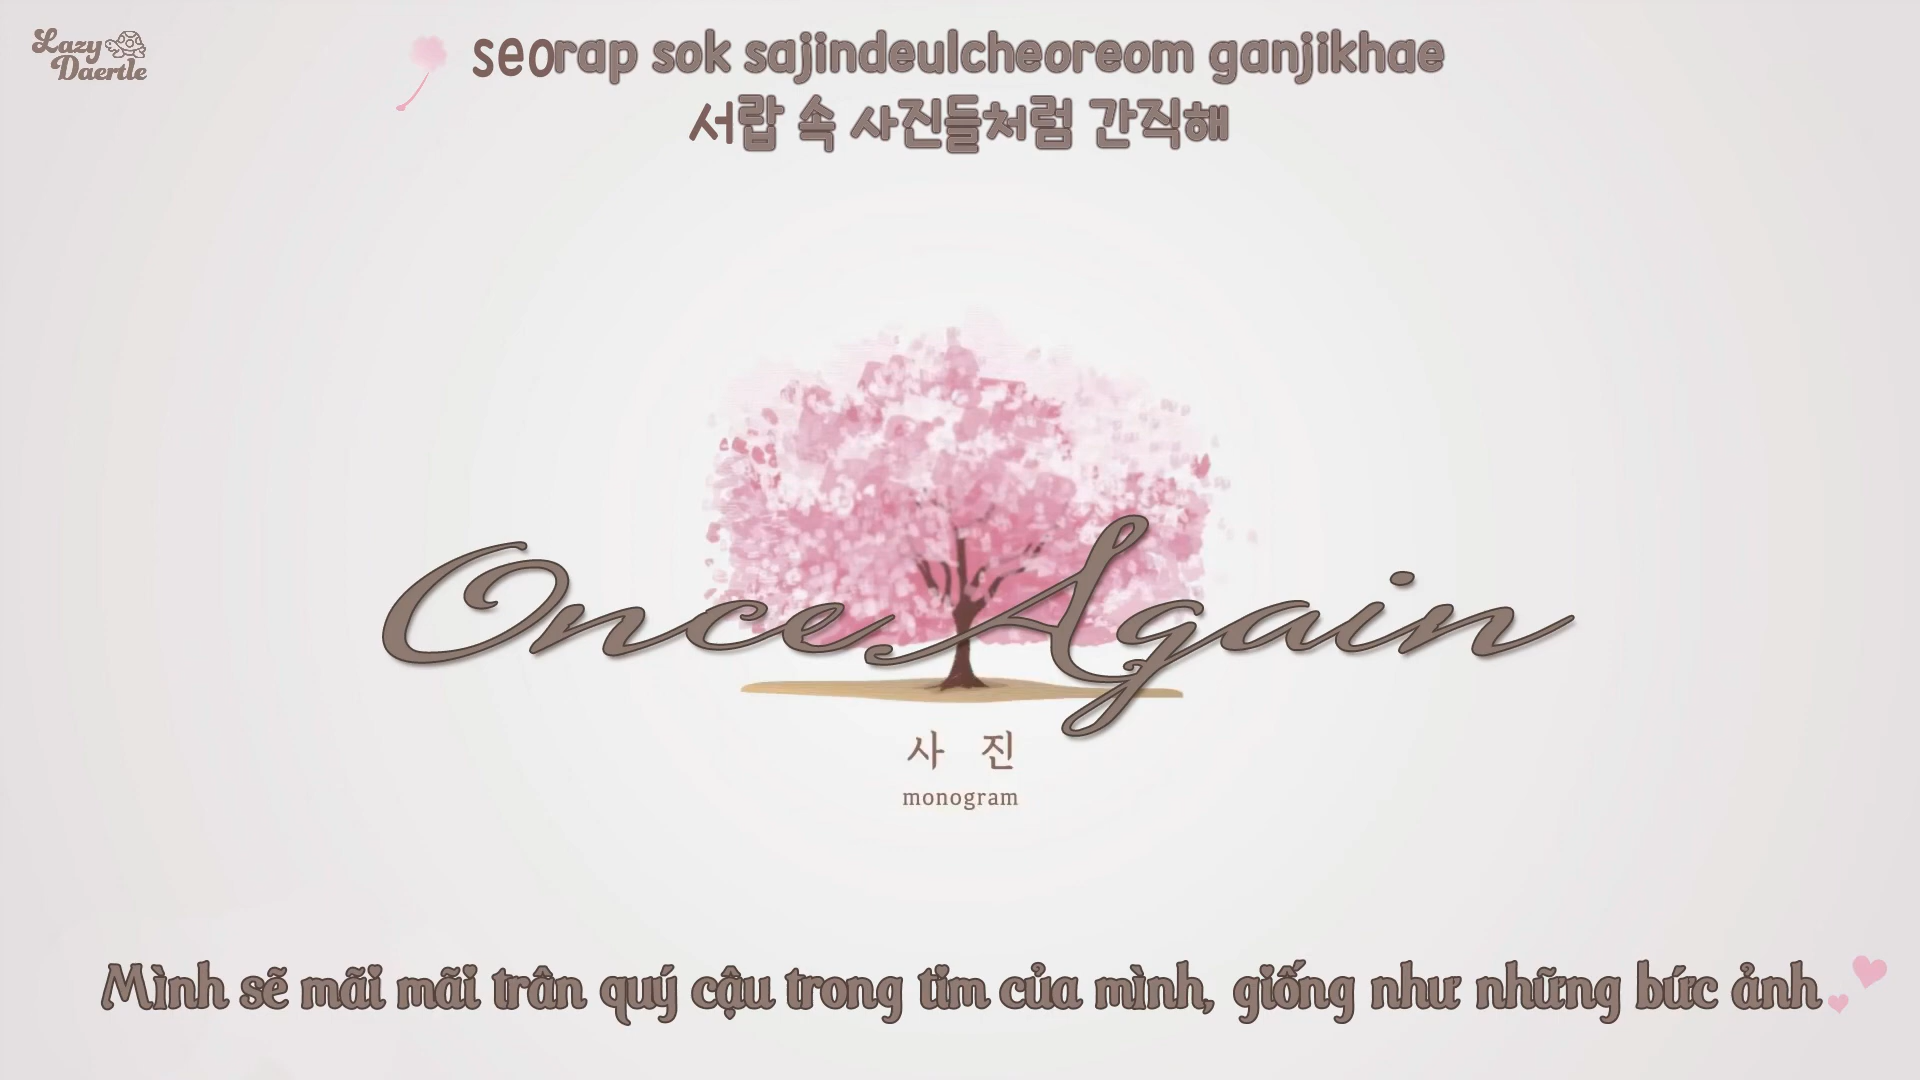 Lazy
Daertle
seorap sok sajindeulcheoreom ganjikhae
서랍 속 사진들처럼 간직해
Once Again
사 진
monogram
Mình sẽ mãi mãi trân quý cậu trong tim của mình, giống như những bức ảnh